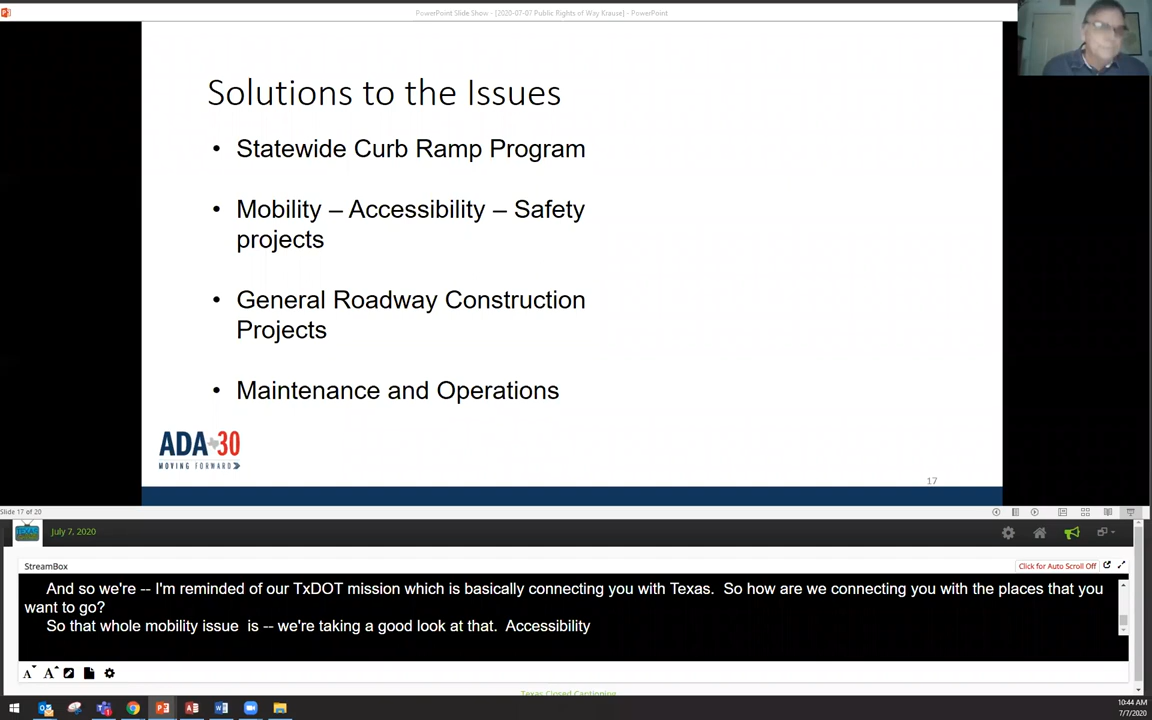 PowerPoint Slide Show - [2020-07-07 Public Rights of Way Krause] - PowerPoint
Solutions to the Issues
• Statewide Curb Ramp Program
• Mobility – Accessibility – Safety
projects
• General Roadway Construction
Projects
• Maintenance and Operations
ADA 30
MOVING FORWARD
17
Slide 17 of 20
July 7, 2020
StreamBox
Click for Auto Scroll Off
And so we're -- I'm reminded of our TxDOT mission which is basically connecting you with Texas. So how are we connecting you with the places that you
want to go?
So that whole mobility issue is -- we're taking a good look at that. Accessibility
Texas Closed Captioning
10:44 AM
7/7/2020